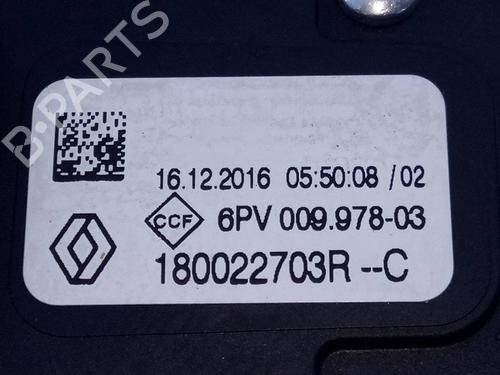 B-PARTS
16.12.2016 05:50:08 /02
CCF 6PV 009.978-03
180022703R --C